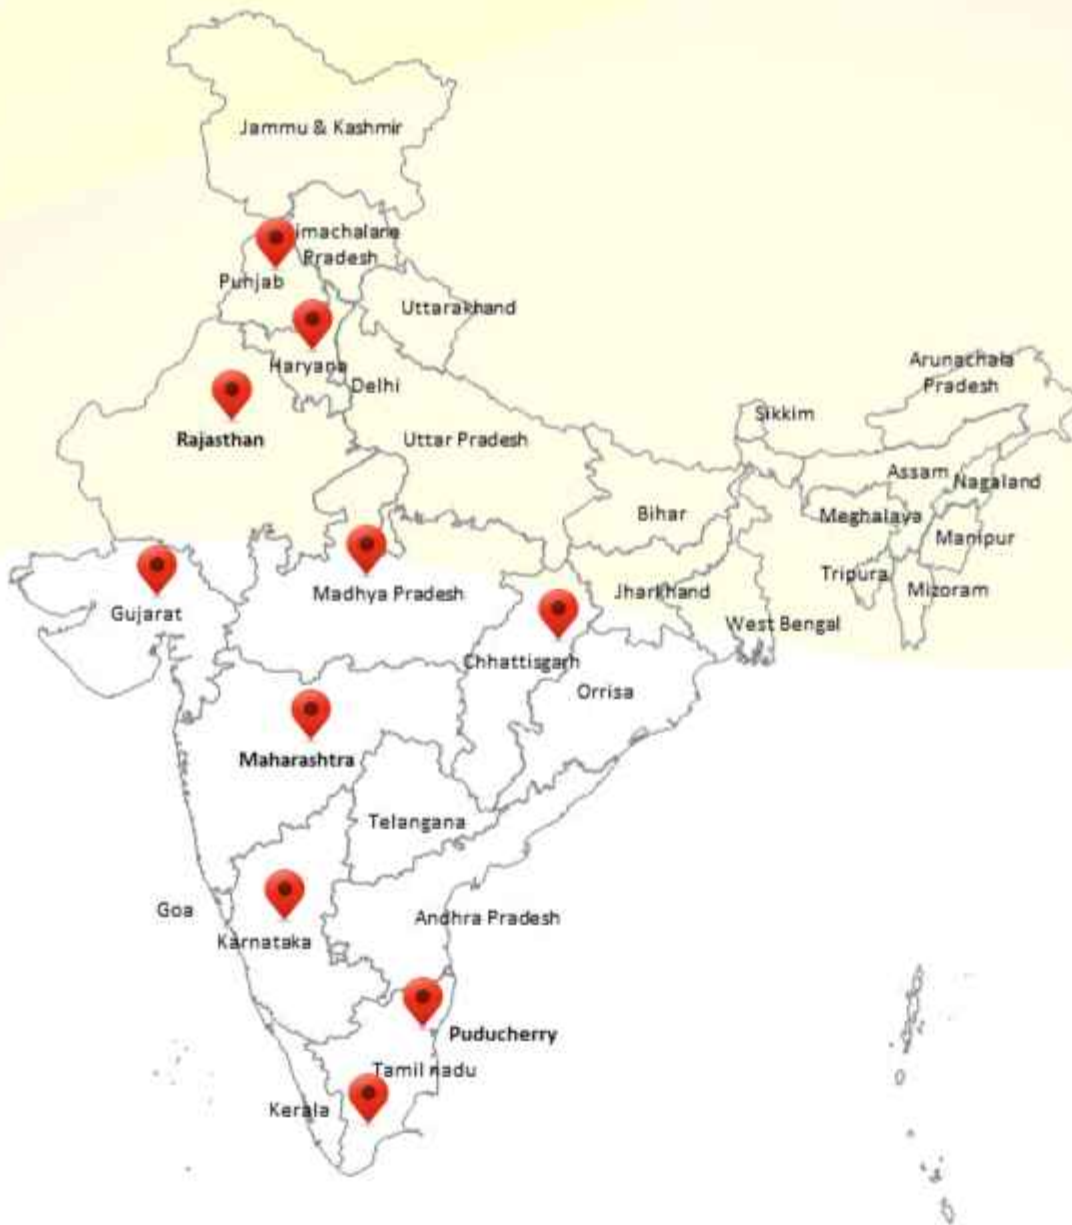 Jammu & Kashmir
imachalane
Pradesh
Punjab
Uttarakhand
Haryana
Delhi
Arunachala
Pradesh
Sikkim
Rajasthan
Uttar Pradesh
Assam
Nagaland
Bihar
Meghalaya
Manipur
Tripura
Mizoram
Madhya Pradesh
Jharkhand
Gujarat
West Bengal
Chhattisgarh
Orrisa
Maharashtra
Telangana
Goa
Andhra Pradesh
Karnataka
Puducherry
Tamil nadu
Kerala